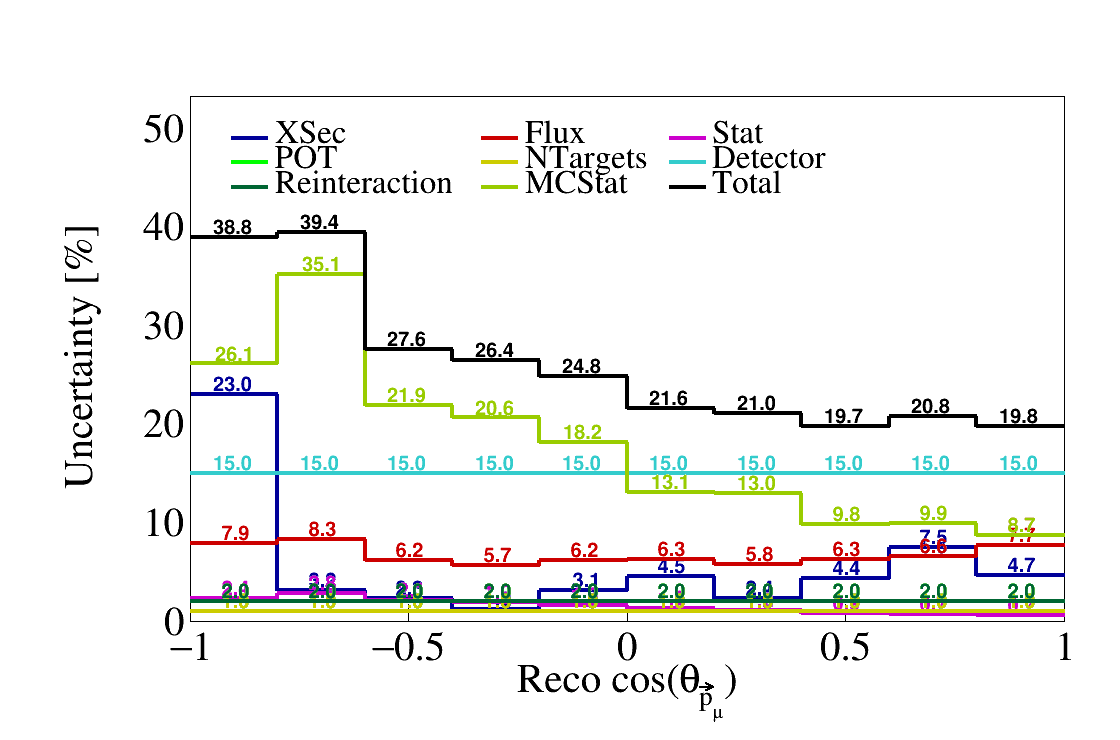 50
40
30
20
10
0
Uncertainty [%]
XSec Flux Stat
POT NTargets Detector
Reinteraction MCStat Total
38.8 39.4 27.6 26.4 24.8 21.6 21.0 19.7 20.8 19.8
26.1 35.1 21.9 20.6 18.2 13.1 13.0 9.8 9.9 8.7
23.0
15.0 15.0 15.0 15.0 15.0 15.0 15.0 15.0 15.0 15.0
7.9 8.3 6.2 5.7 6.2 6.3 5.8 6.3 7.7
3.1 4.5 4.4 7.5 4.7
2.0 2.0 2.0 2.0 2.0 2.0 2.0 2.0 2.0 2.0
−1 −0.5 0 0.5 1
Reco cos(θp⃗μ)